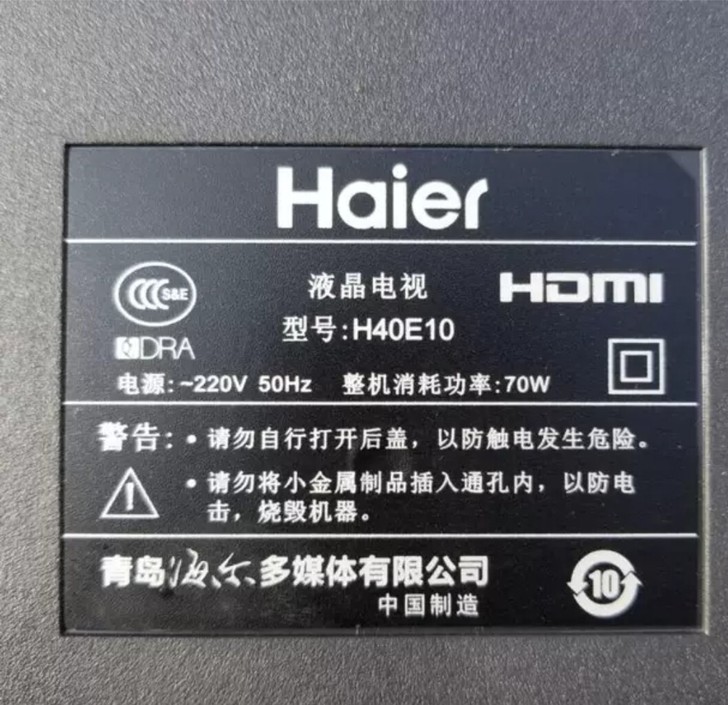 Haier
CCC S&E
液晶电视
HDMI
型号:H40E10
DRA
电源:~220V 50Hz 整机消耗功率:70W
警告:•请勿自行打开后盖，以防触电发生危险。
•请勿将小金属制品插入通孔内，以防电
击，烧毁机器。
青岛海尔多媒体有限公司
中国制造
10